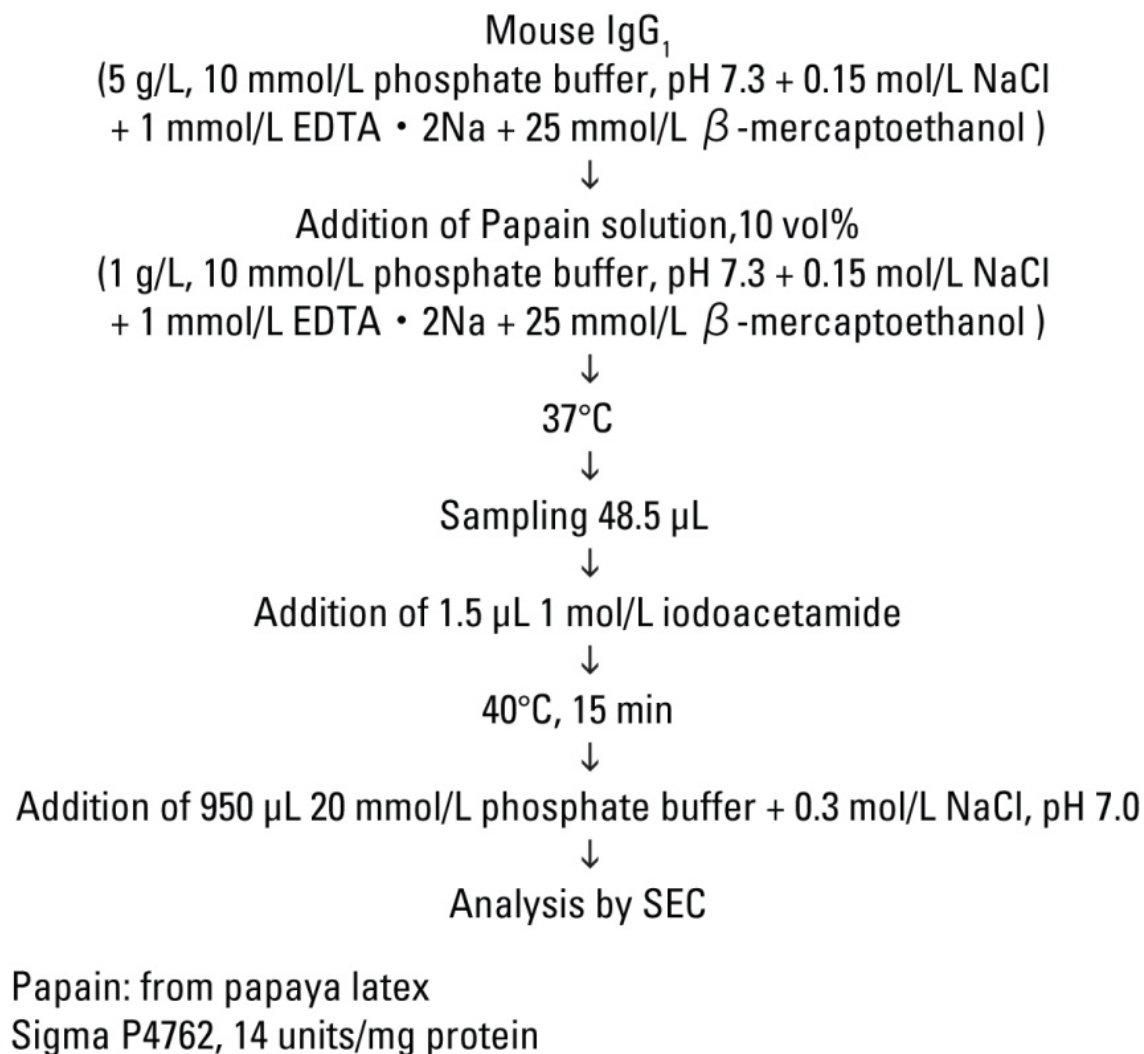 Mouse IgG₁
(5 g/L, 10 mmol/L phosphate buffer, pH 7.3 + 0.15 mol/L NaCl
+ 1 mmol/L EDTA・2Na + 25 mmol/L β-mercaptoethanol )
↓
Addition of Papain solution,10 vol%
(1 g/L, 10 mmol/L phosphate buffer, pH 7.3 + 0.15 mol/L NaCl
+ 1 mmol/L EDTA・2Na + 25 mmol/L β-mercaptoethanol )
↓
37°C
↓
Sampling 48.5 µL
↓
Addition of 1.5 µL 1 mol/L iodoacetamide
↓
40°C, 15 min
↓
Addition of 950 µL 20 mmol/L phosphate buffer + 0.3 mol/L NaCl, pH 7.0
↓
Analysis by SEC
Papain: from papaya latex
Sigma P4762, 14 units/mg protein